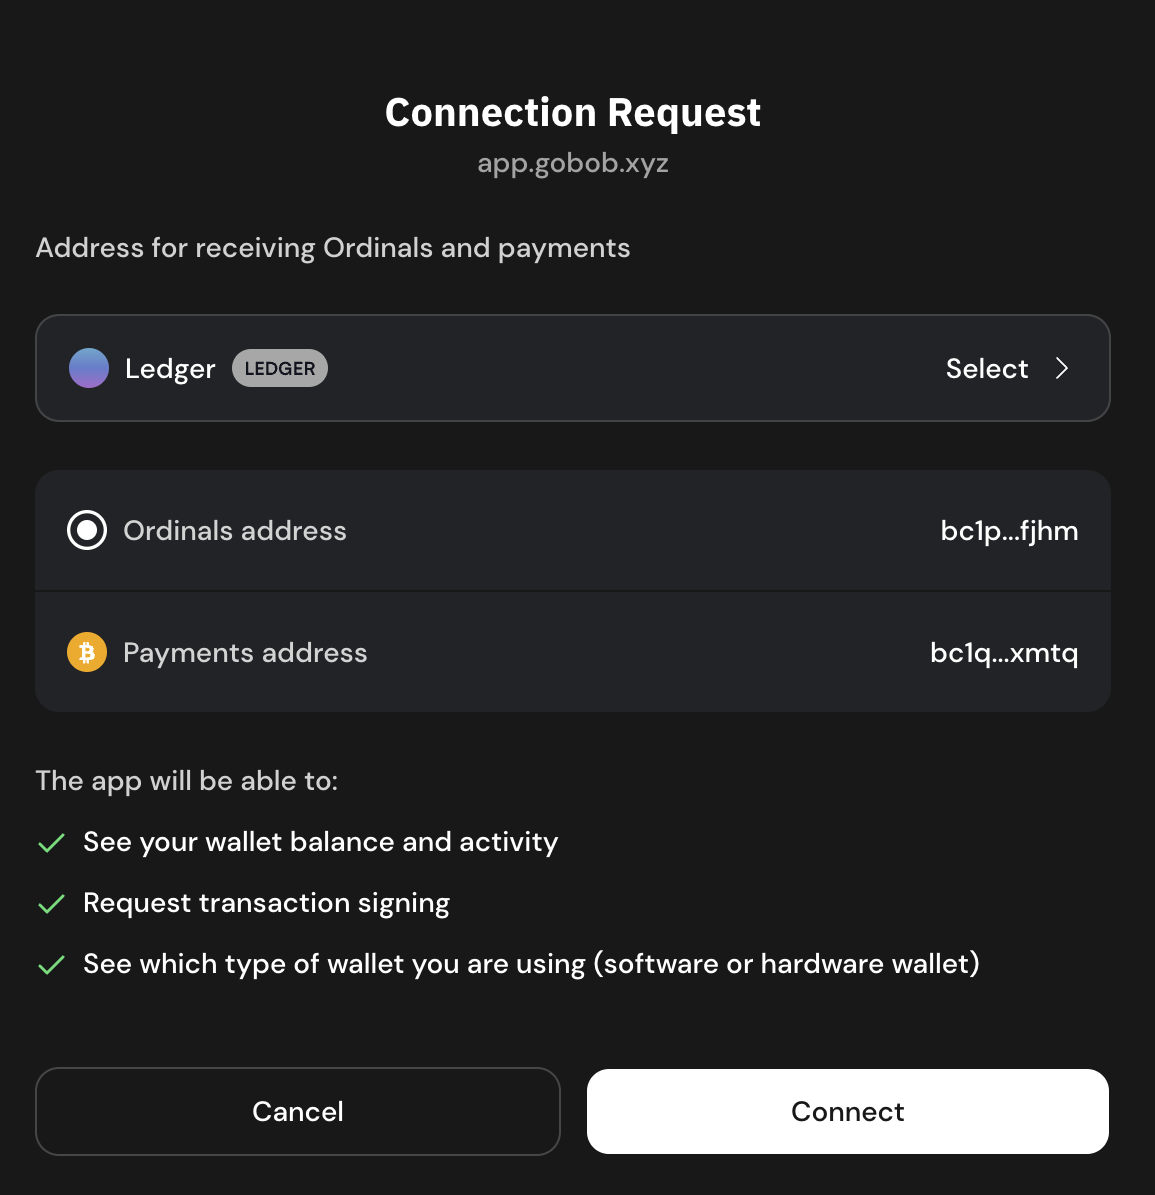 Connection Request
app.gobob.xyz
Address for receiving Ordinals and payments
Ledger LEDGER Select
Ordinals address bc1p...fjhm
Payments address bc1q...xmtq
The app will be able to:
See your wallet balance and activity
Request transaction signing
See which type of wallet you are using (software or hardware wallet)
Cancel Connect